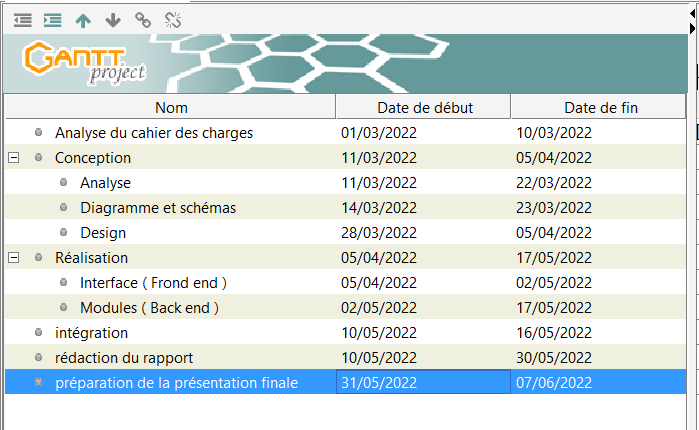 GANTT
project
Nom Date de début Date de fin
Analyse du cahier des charges 01/03/2022 10/03/2022
Conception 11/03/2022 05/04/2022
Analyse 11/03/2022 22/03/2022
Diagramme et schémas 14/03/2022 23/03/2022
Design 28/03/2022 05/04/2022
Réalisation 05/04/2022 17/05/2022
Interface ( Frond end ) 05/04/2022 02/05/2022
Modules ( Back end ) 02/05/2022 17/05/2022
intégration 10/05/2022 16/05/2022
rédaction du rapport 10/05/2022 30/05/2022
préparation de la présentation finale 31/05/2022 07/06/2022